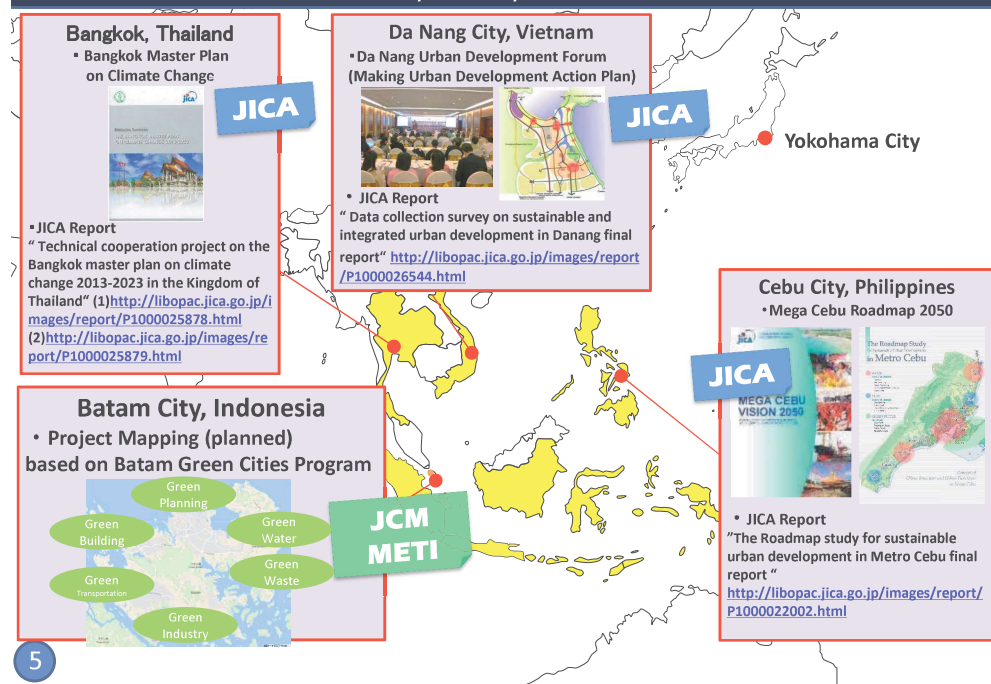 Bangkok, Thailand
▪ Bangkok Master Plan
on Climate Change
JICA
JICA
▪JICA Report
“ Technical cooperation project on the
Bangkok master plan on climate
change 2013-2023 in the Kingdom of
Thailand“ (1)http://libopac.jica.go.jp/i
mages/report/P1000025878.html
(2)http://libopac.jica.go.jp/images/re
port/P1000025879.html
Da Nang City, Vietnam
▪Da Nang Urban Development Forum
(Making Urban Development Action Plan)
JICA
• JICA Report
“ Data collection survey on sustainable and
integrated urban development in Danang final
report“ http://libopac.jica.go.jp/images/report
/P1000026544.html
Yokohama City
Cebu City, Philippines
•Mega Cebu Roadmap 2050
JICA
JICA
MEGA CEBU
VISION 2050
The Roadmap Study
in Metro Cebu
• JICA Report
”The Roadmap study for sustainable
urban development in Metro Cebu final
report “
http://libopac.jica.go.jp/images/report/
P1000022002.html
Batam City, Indonesia
• Project Mapping (planned)
based on Batam Green Cities Program
Green
Planning
Green
Building
Green
Water
Green
Waste
Green
Transportation
Green
Industry
JCM
METI
5